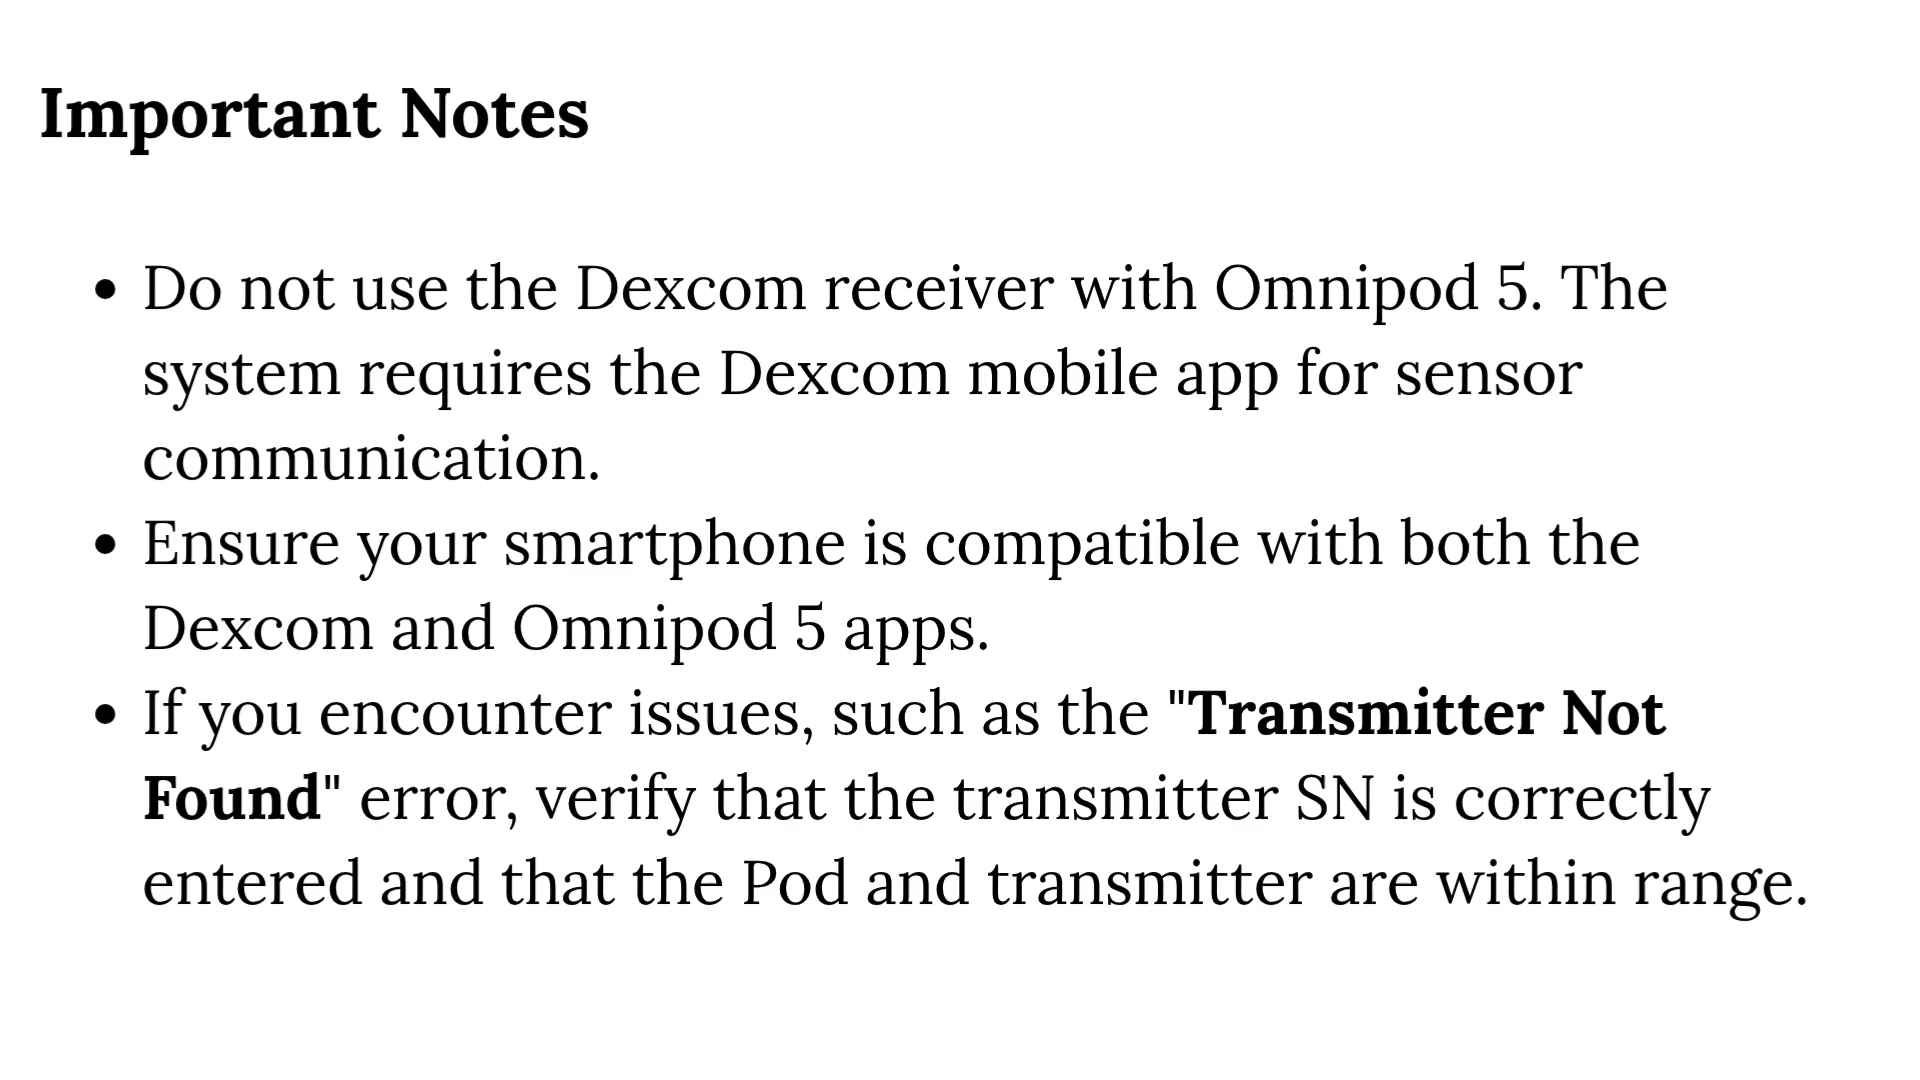 Important Notes
• Do not use the Dexcom receiver with Omnipod 5. The
system requires the Dexcom mobile app for sensor
communication.
• Ensure your smartphone is compatible with both the
Dexcom and Omnipod 5 apps.
• If you encounter issues, such as the "Transmitter Not
Found" error, verify that the transmitter SN is correctly
entered and that the Pod and transmitter are within range.